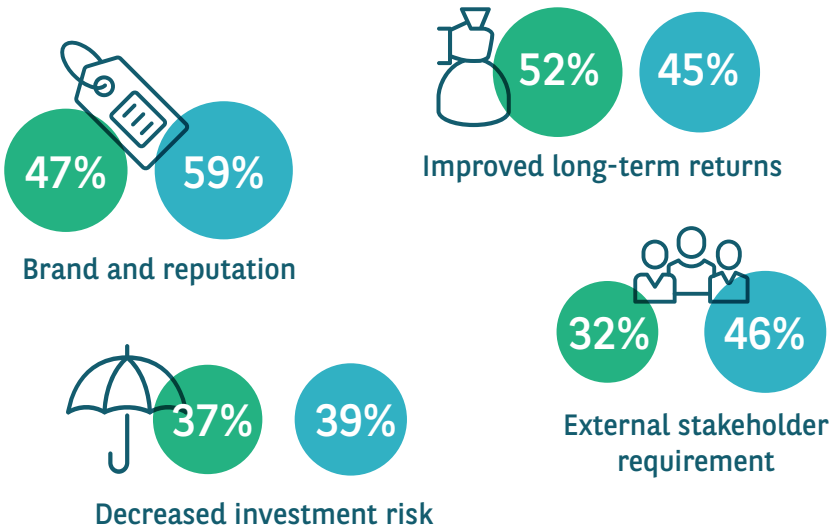 47% 59%
Brand and reputation
52% 45%
Improved long-term returns
37% 39%
Decreased investment risk
32% 46%
External stakeholder
requirement